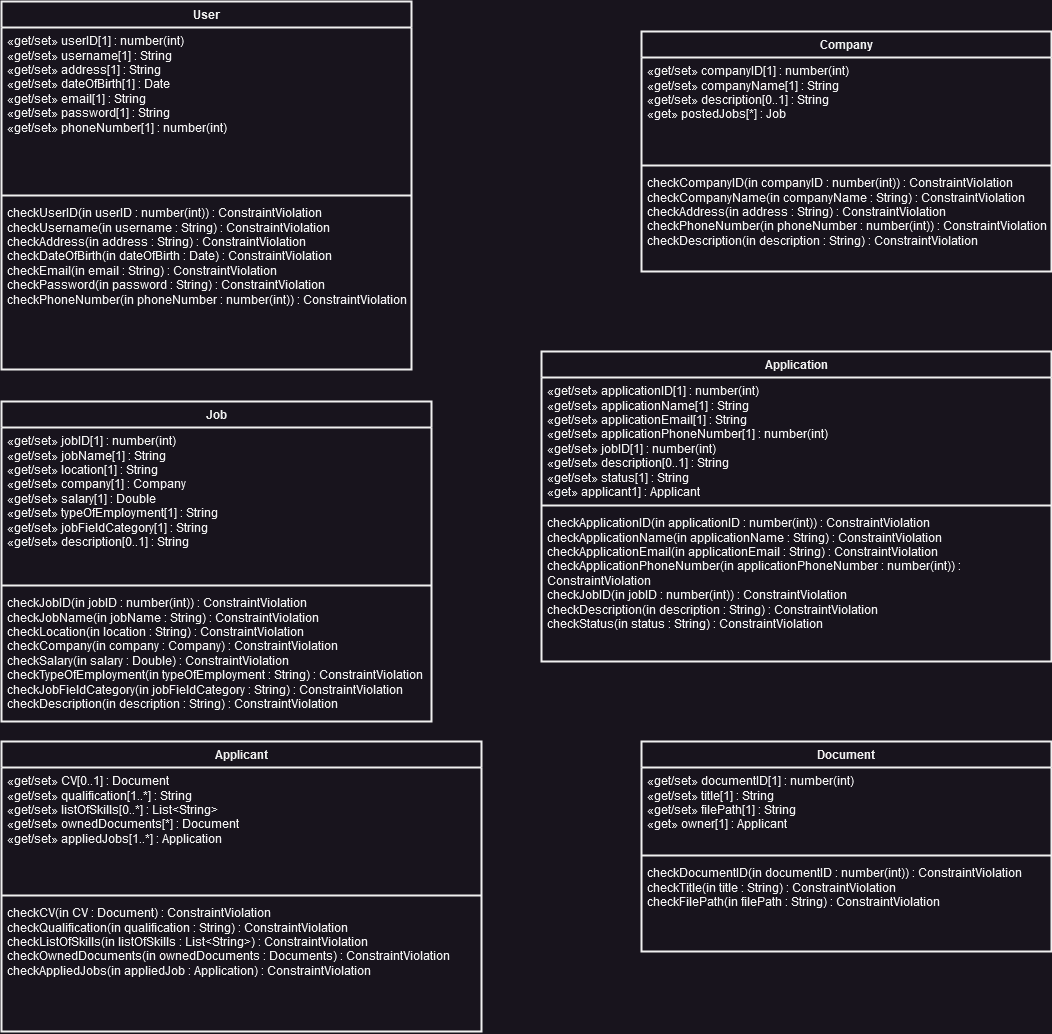 User
«get/set» userID[1] : number(int)
«get/set» username[1] : String
«get/set» address[1] : String
«get/set» dateOfBirth[1] : Date
«get/set» email[1] : String
«get/set» password[1] : String
«get/set» phoneNumber[1] : number(int)
checkUserID(in userID : number(int)) : ConstraintViolation
checkUsername(in username : String) : ConstraintViolation
checkAddress(in address : String) : ConstraintViolation
checkDateOfBirth(in dateOfBirth : Date) : ConstraintViolation
checkEmail(in email : String) : ConstraintViolation
checkPassword(in password : String) : ConstraintViolation
checkPhoneNumber(in phoneNumber : number(int)) : ConstraintViolation
Company
«get/set» companyID[1] : number(int)
«get/set» companyName[1] : String
«get/set» description[0..1] : String
«get» postedJobs[*] : Job
checkCompanyID(in companyID : number(int)) : ConstraintViolation
checkCompanyName(in companyName : String) : ConstraintViolation
checkAddress(in address : String) : ConstraintViolation
checkPhoneNumber(in phoneNumber : number(int)) : ConstraintViolation
checkDescription(in description : String) : ConstraintViolation
Job
«get/set» jobID[1] : number(int)
«get/set» jobName[1] : String
«get/set» location[1] : String
«get/set» company[1] : Company
«get/set» salary[1] : Double
«get/set» typeOfEmployment[1] : String
«get/set» jobFieldCategory[1] : String
«get/set» description[0..1] : String
checkJobID(in jobID : number(int)) : ConstraintViolation
checkJobName(in jobName : String) : ConstraintViolation
checkLocation(in location : String) : ConstraintViolation
checkCompany(in company : Company) : ConstraintViolation
checkSalary(in salary : Double) : ConstraintViolation
checkTypeOfEmployment(in typeOfEmployment : String) : ConstraintViolation
checkJobFieldCategory(in jobFieldCategory : String) : ConstraintViolation
checkDescription(in description : String) : ConstraintViolation
Application
«get/set» applicationID[1] : number(int)
«get/set» applicationName[1] : String
«get/set» applicationEmail[1] : String
«get/set» applicationPhoneNumber[1] : number(int)
«get/set» jobID[1] : number(int)
«get/set» description[0..1] : String
«get/set» status[1] : String
«get» applicant1] : Applicant
checkApplicationID(in applicationID : number(int)) : ConstraintViolation
checkApplicationName(in applicationName : String) : ConstraintViolation
checkApplicationEmail(in applicationEmail : String) : ConstraintViolation
checkApplicationPhoneNumber(in applicationPhoneNumber : number(int)) :
ConstraintViolation
checkJobID(in jobID : number(int)) : ConstraintViolation
checkDescription(in description : String) : ConstraintViolation
checkStatus(in status : String) : ConstraintViolation
Applicant
«get/set» CV[0..1] : Document
«get/set» qualification[1..*] : String
«get/set» listOfSkills[0..*] : List<String>
«get/set» ownedDocuments[*] : Document
«get/set» appliedJobs[1..*] : Application
checkCV(in CV : Document) : ConstraintViolation
checkQualification(in qualification : String) : ConstraintViolation
checkListOfSkills(in listOfSkills : List<String>) : ConstraintViolation
checkOwnedDocuments(in ownedDocuments : Documents) : ConstraintViolation
checkAppliedJobs(in appliedJob : Application) : ConstraintViolation
Document
«get/set» documentID[1] : number(int)
«get/set» title[1] : String
«get/set» filePath[1] : String
«get» owner[1] : Applicant
checkDocumentID(in documentID : number(int)) : ConstraintViolation
checkTitle(in title : String) : ConstraintViolation
checkFilePath(in filePath : String) : ConstraintViolation